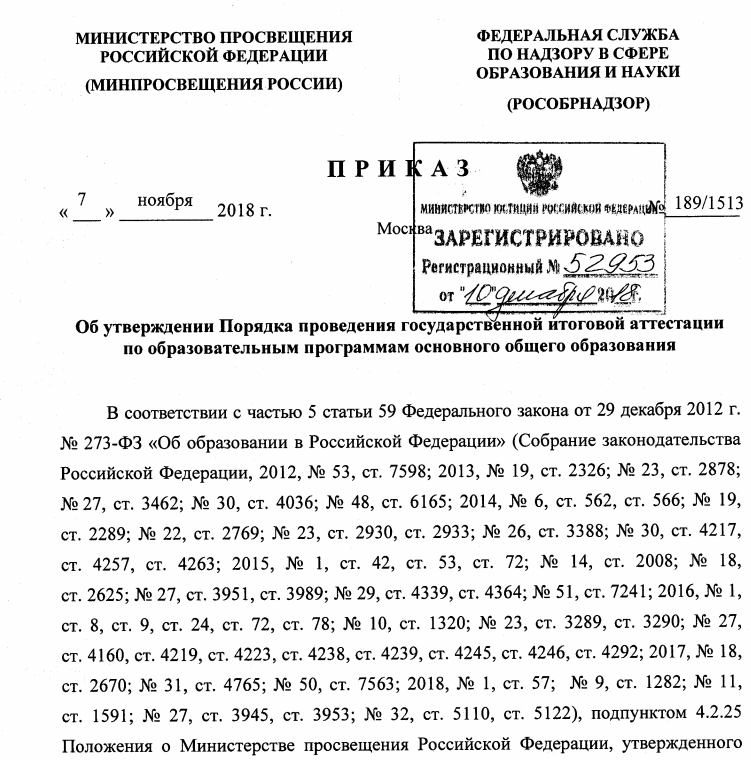 МИНИСТЕРСТВО ПРОСВЕЩЕНИЯ
РОССИЙСКОЙ ФЕДЕРАЦИИ
(МИНПРОСВЕЩЕНИЯ РОССИИ)
ФЕДЕРАЛЬНАЯ СЛУЖБА
ПО НАДЗОРУ В СФЕРЕ
ОБРАЗОВАНИЯ И НАУКИ
(РОСОБРНАДЗОР)
ПРИКАЗ
« 7 » ноября 2018 г.
№ 189/1513
Москва
МИНИСТЕРСТВО ЮСТИЦИИ РОССИЙСКОЙ ФЕДЕРАЦИИ
ЗАРЕГИСТРИРОВАНО
Регистрационный № 52953
от "10" декабря 2018г.
Об утверждении Порядка проведения государственной итоговой аттестации
по образовательным программам основного общего образования
В соответствии с частью 5 статьи 59 Федерального закона от 29 декабря 2012 г.
№ 273-ФЗ «Об образовании в Российской Федерации» (Собрание законодательства
Российской Федерации, 2012, № 53, ст. 7598; 2013, № 19, ст. 2326; № 23, ст. 2878;
№ 27, ст. 3462; № 30, ст. 4036; № 48, ст. 6165; 2014, № 6, ст. 562, ст. 566; № 19,
ст. 2289; № 22, ст. 2769; № 23, ст. 2930, ст. 2933; № 26, ст. 3388; № 30, ст. 4217,
ст. 4257, ст. 4263; 2015, № 1, ст. 42, ст. 53, ст. 72; № 14, ст. 2008; № 18,
ст. 2625; № 27, ст. 3951, ст. 3989; № 29, ст. 4339, ст. 4364; № 51, ст. 7241; 2016, № 1,
ст. 8, ст. 9, ст. 24, ст. 72, ст. 78; № 10, ст. 1320; № 23, ст. 3289, ст. 3290; № 27,
ст. 4160, ст. 4219, ст. 4223, ст. 4238, ст. 4239, ст. 4245, ст. 4246, ст. 4292; 2017, № 18,
ст. 2670; № 31, ст. 4765; № 50, ст. 7563; 2018, № 1, ст. 57; № 9, ст. 1282; № 11,
ст. 1591; № 27, ст. 3945, ст. 3953; № 32, ст. 5110, ст. 5122), подпунктом 4.2.25
Положения о Министерстве просвещения Российской Федерации, утвержденного